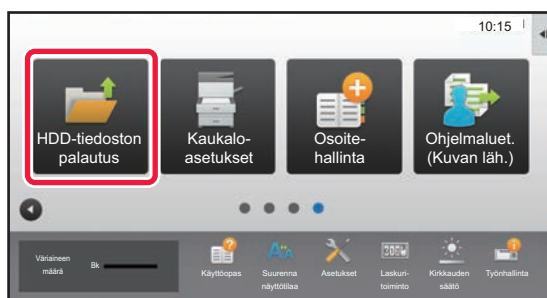 10:15
HDD-tiedoston
palautus
Kaukalo-
asetukset
Osoite-
hallinta
Ohjelmaluet.
(Kuvan läh.)
Väriaineen
määrä
Bk
Käyttöopas
Suurenna
näyttötilaa
Asetukset
Laskuri-
toiminto
Kirkkauden
säätö
Työnhallinta